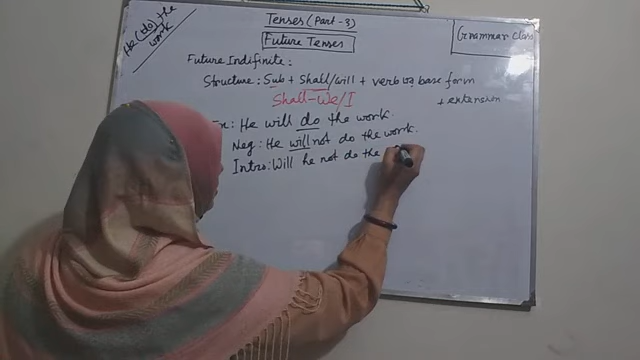 He (do) the
work
Tenses (Part-3)
Grammar Class
Future Tenses
Future Indefinite:
Structure: Sub + Shall/will + verb base form
+ extension
Shall-We/I
Ex: He will do the work.
Neg: He will not do the work.
Intro: Will he not do the